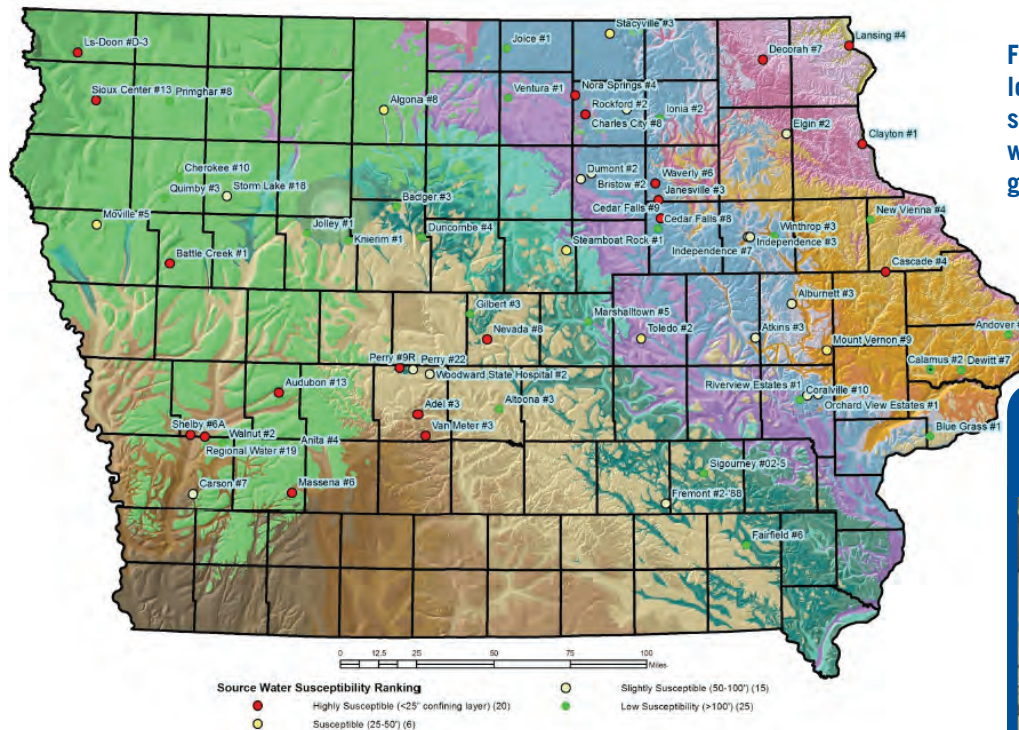 Stacyville #3
Ls-Doon #D-3
Joice #1
Lansing #4
Decorah #7
Sioux Center #13
Primghar #8
Ventura #1
Nora Springs #4
Algona #8
Rockford #2
Ionia #2
Charles City #8
Elgin #2
Clayton #1
Cherokee #10
Dumont #2
Quimby #3
Storm Lake #18
Bristow #2
Waverly #6
Badger #3
Janesville #3
Moville #5
Cedar Falls #9
New Vienna #4
Jolley #1
Duncombe #4
Cedar Falls #8
Winthrop #3
Knierim #1
Steamboat Rock #1
Independence #3
Battle Creek #1
Independence #7
Cascade #4
Gilbert #3
Alburnett #3
Marshalltown #5
Nevada #8
Toledo #2
Atkins #3
Andover #
Mount Vernon #9
Perry #9R
Perry #22
Calamus #2
Dewitt #7
Woodward State Hospital #2
Audubon #13
Riverview Estates #1
Coralville #10
Adel #3
Altoona #3
Orchard View Estates #1
Shelby #6A
Walnut #2
Anita #4
Van Meter #3
Blue Grass #1
Regional Water #19
Sigourney #02-5
Carson #7
Massena #6
Fremont #2-'88
Fairfield #6
0 12.5 25 50 75 100
Miles
Source Water Susceptibility Ranking
Highly Susceptible (<25" confining layer) (20)
Susceptible (25-50') (6)
Slightly Susceptible (50-100') (15)
Low Susceptibility (>100') (25)
F
s
w
g